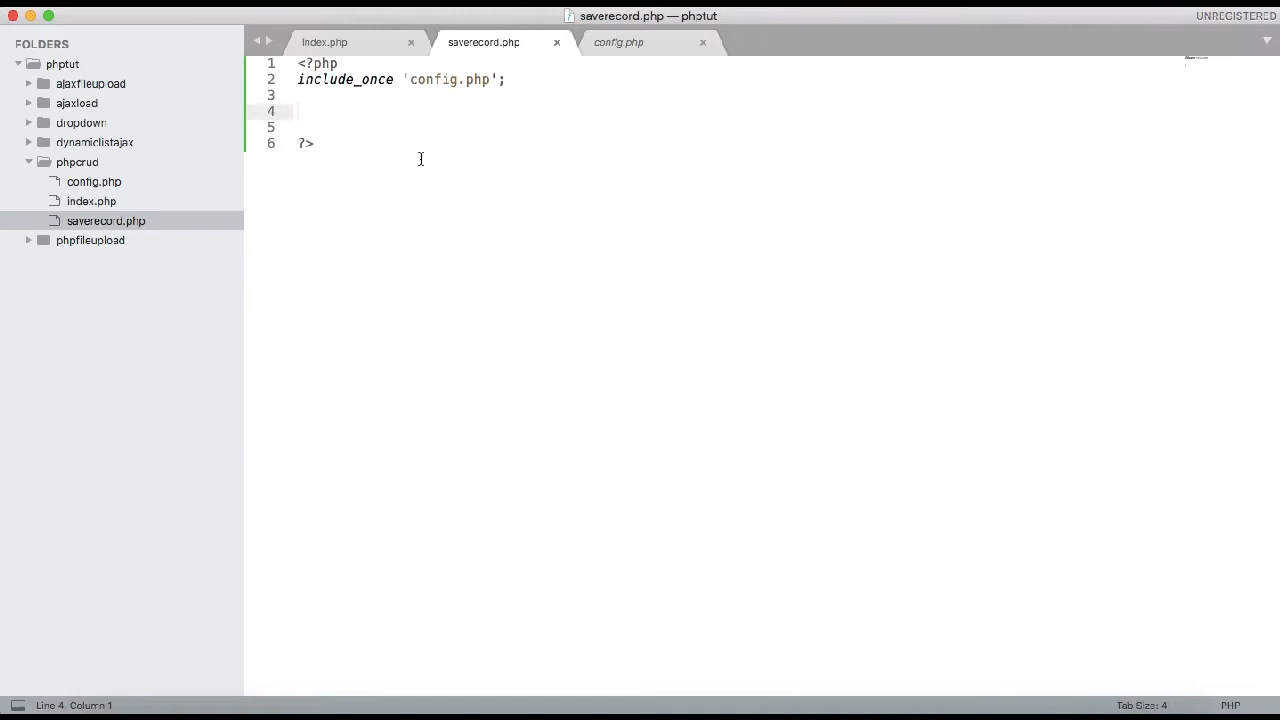 saverecord.php — phptut
UNREGISTERED
FOLDERS
phptut
ajaxfileupload
ajaxload
dropdown
dynamiclistajax
phpcrud
config.php
index.php
saverecord.php
phpfileupload
index.php
saverecord.php
config.php
1 <?php
2 include_once 'config.php';
3
4
5
6 ?>
Line 4, Column 1
Tab Size: 4
PHP